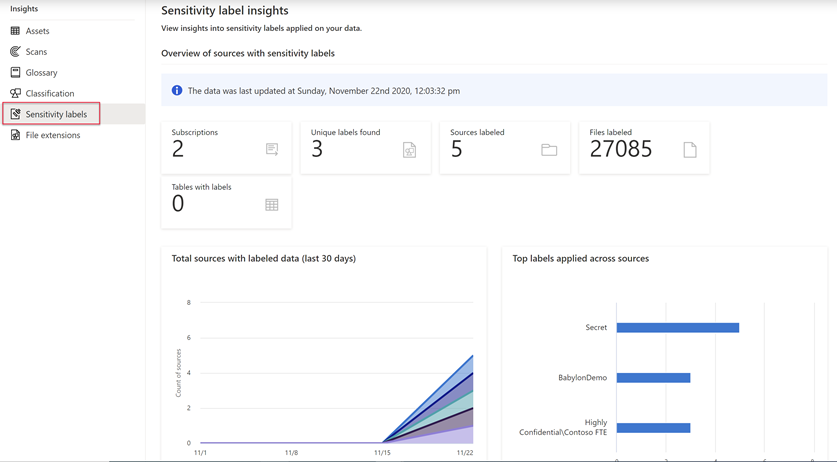 Insights
Assets
Scans
Glossary
Classification
Sensitivity labels
File extensions
Sensitivity label insights
View insights into sensitivity labels applied on your data.
Overview of sources with sensitivity labels
The data was last updated at Sunday, November 22nd 2020, 12:03:32 pm
Subscriptions
2
Unique labels found
3
Sources labeled
5
Files labeled
27085
Tables with labels
0
Total sources with labeled data (last 30 days)
Count of sources
8
6
4
2
0
11/1 11/8 11/15 11/22
Top labels applied across sources
Secret
BabylonDemo
Highly
Confidential\Contoso FTE